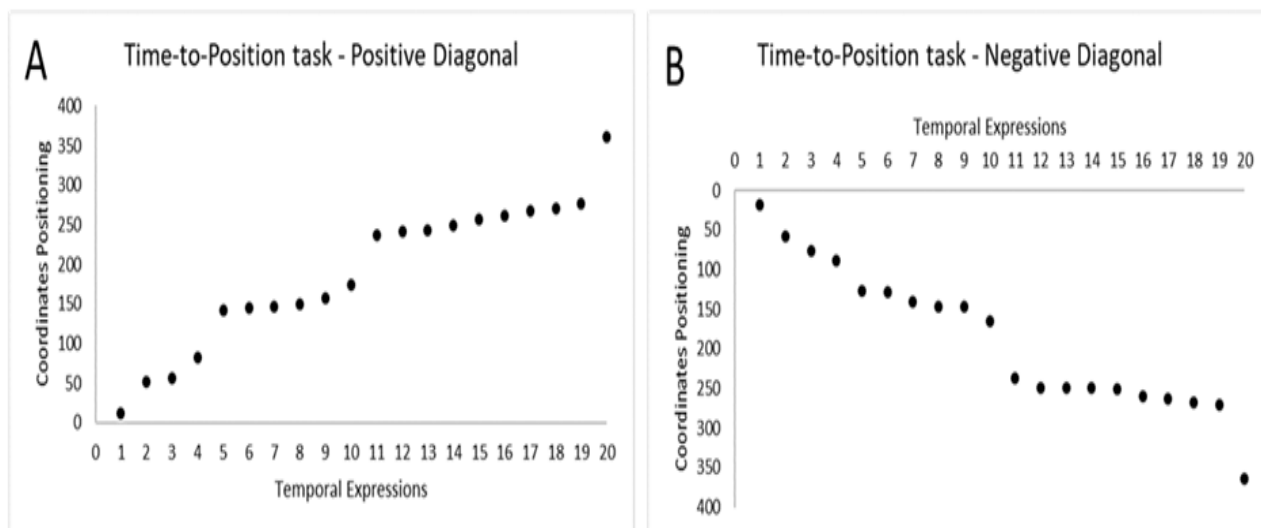 A
Time-to-Position task - Positive Diagonal
Coordinates Positioning
400
350
300
250
200
150
100
50
0
0 1 2 3 4 5 6 7 8 9 10 11 12 13 14 15 16 17 18 19 20
Temporal Expressions
B
Time-to-Position task - Negative Diagonal
Temporal Expressions
0 1 2 3 4 5 6 7 8 9 10 11 12 13 14 15 16 17 18 19 20
Coordinates Positioning
0
50
100
150
200
250
300
350
400